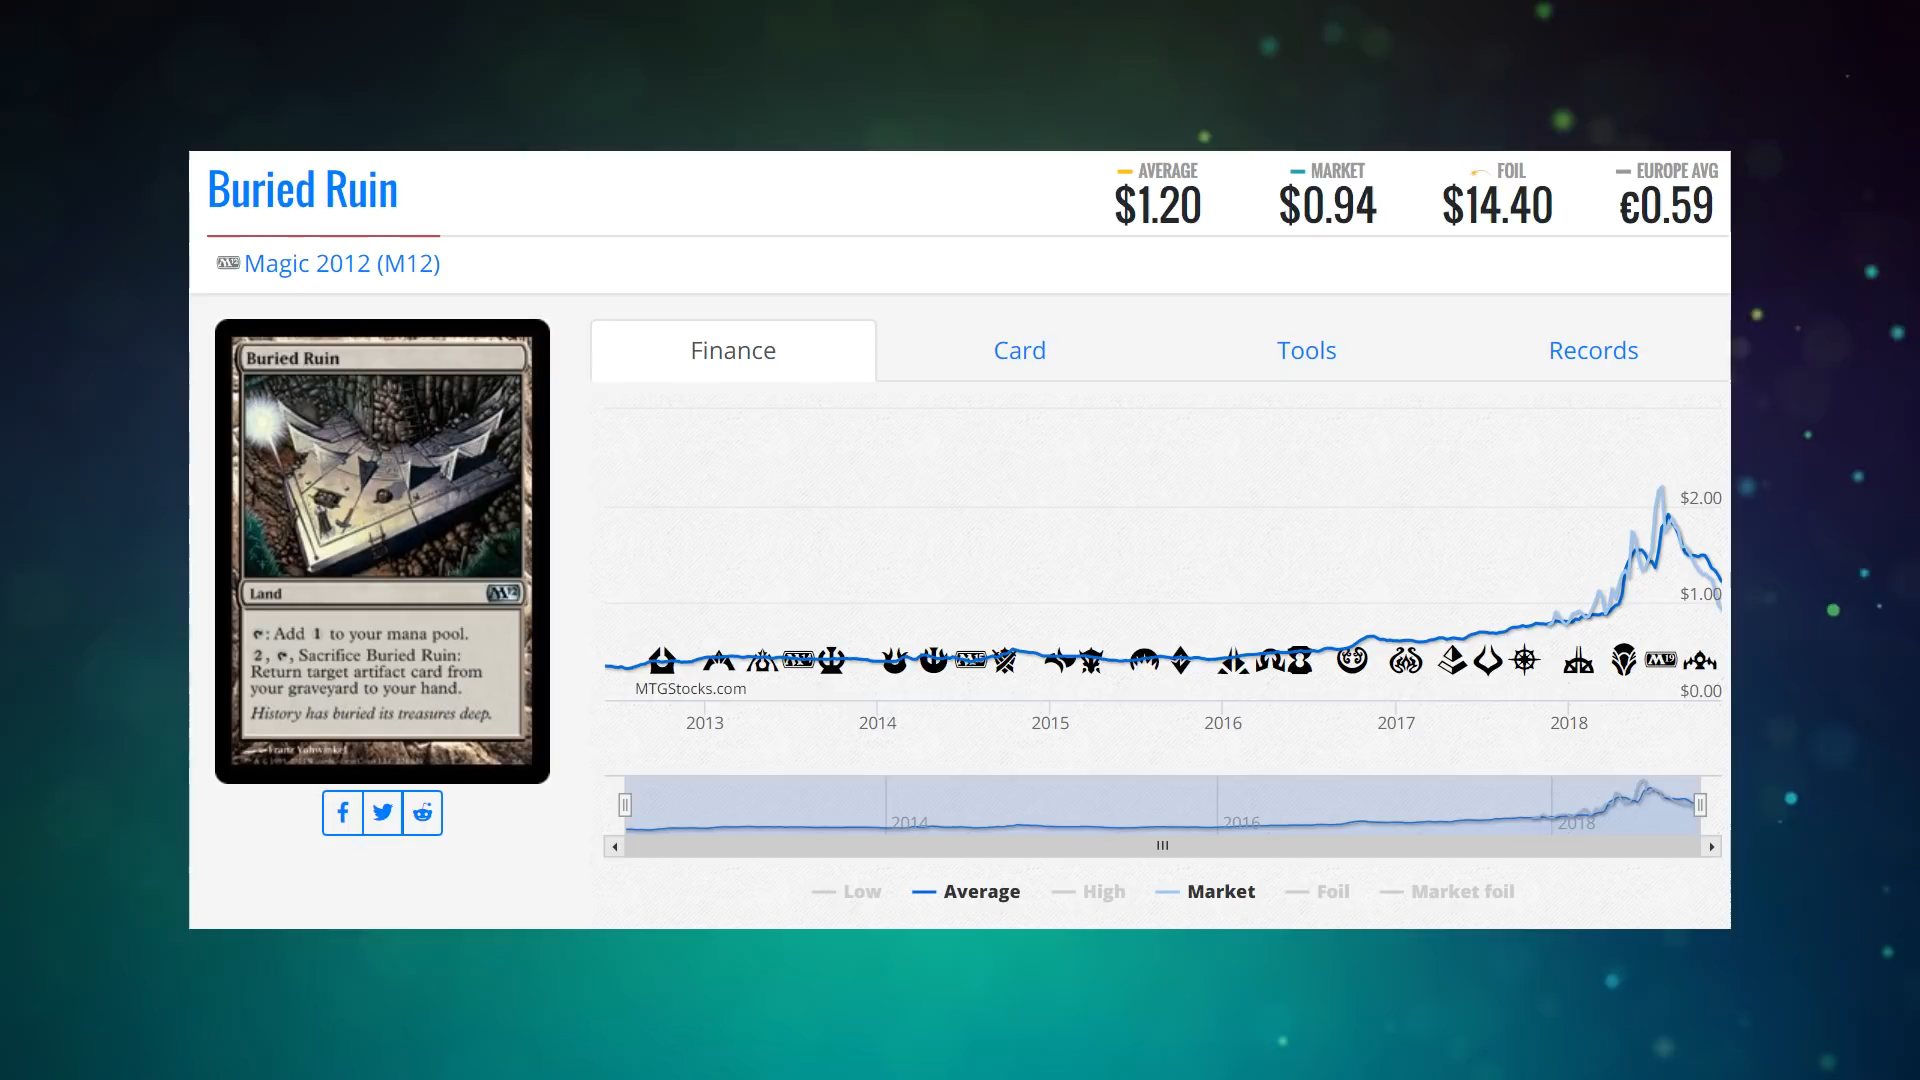 Buried Ruin
AVERAGE
$1.20
MARKET
$0.94
FOIL
$14.40
EUROPE AVG
€0.59
Magic 2012 (M12)
Buried Ruin
Land
M12
: Add 1 to your mana pool.
2, , Sacrifice Buried Ruin:
Return target artifact card from
your graveyard to your hand.
History has buried its treasures deep.
Franz Vohwinkel
Finance
Card
Tools
Records
$2.00
$1.00
$0.00
MTGStocks.com
2013
2014
2015
2016
2017
2018
2014
2016
2018
Low
Average
High
Market
Foil
Market foil